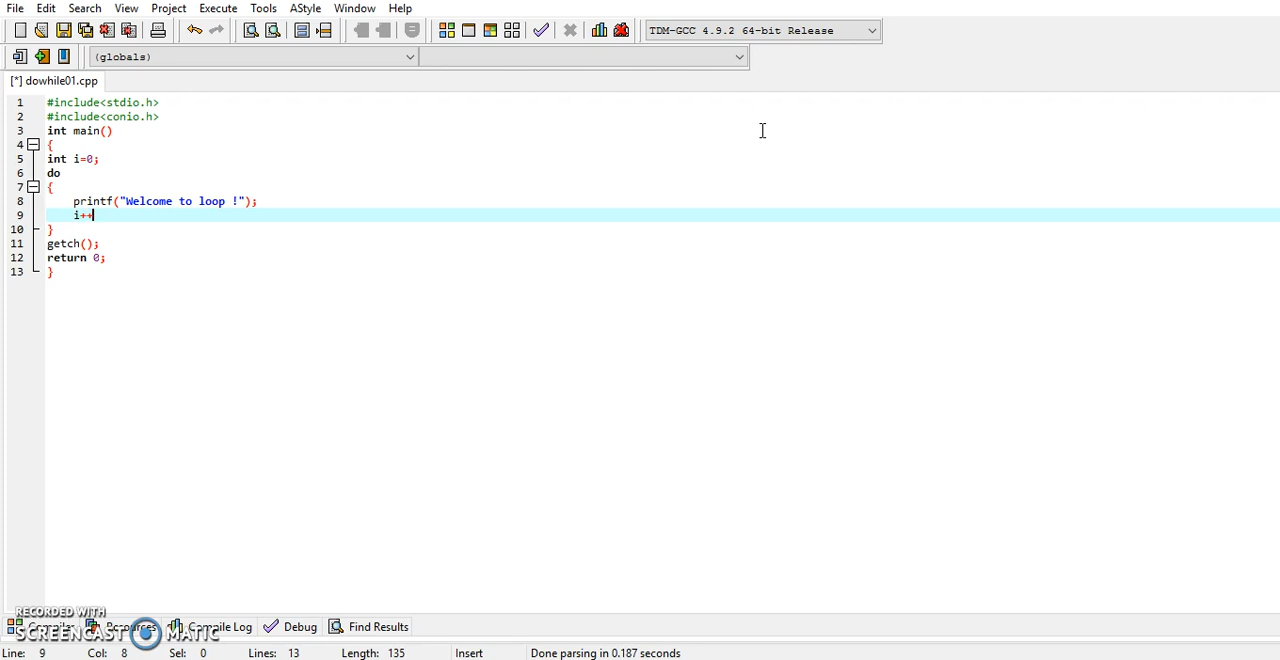 File Edit Search View Project Execute Tools AStyle Window Help
TDM-GCC 4.9.2 64-bit Release
(globals)
[*] dowhile01.cpp
1 #include<stdio.h>
2 #include<conio.h>
3 int main()
4 {
5 int i=0;
6 do
7 {
8 printf("Welcome to loop !");
9 i++
10 }
11 getch();
12 return 0;
13 }
RECORDED WITH
SCREENCAST MATIC
Compiler Resources Compile Log Debug Find Results
Line: 9 Col: 8 Sel: 0 Lines: 13 Length: 135 Insert Done parsing in 0.187 seconds